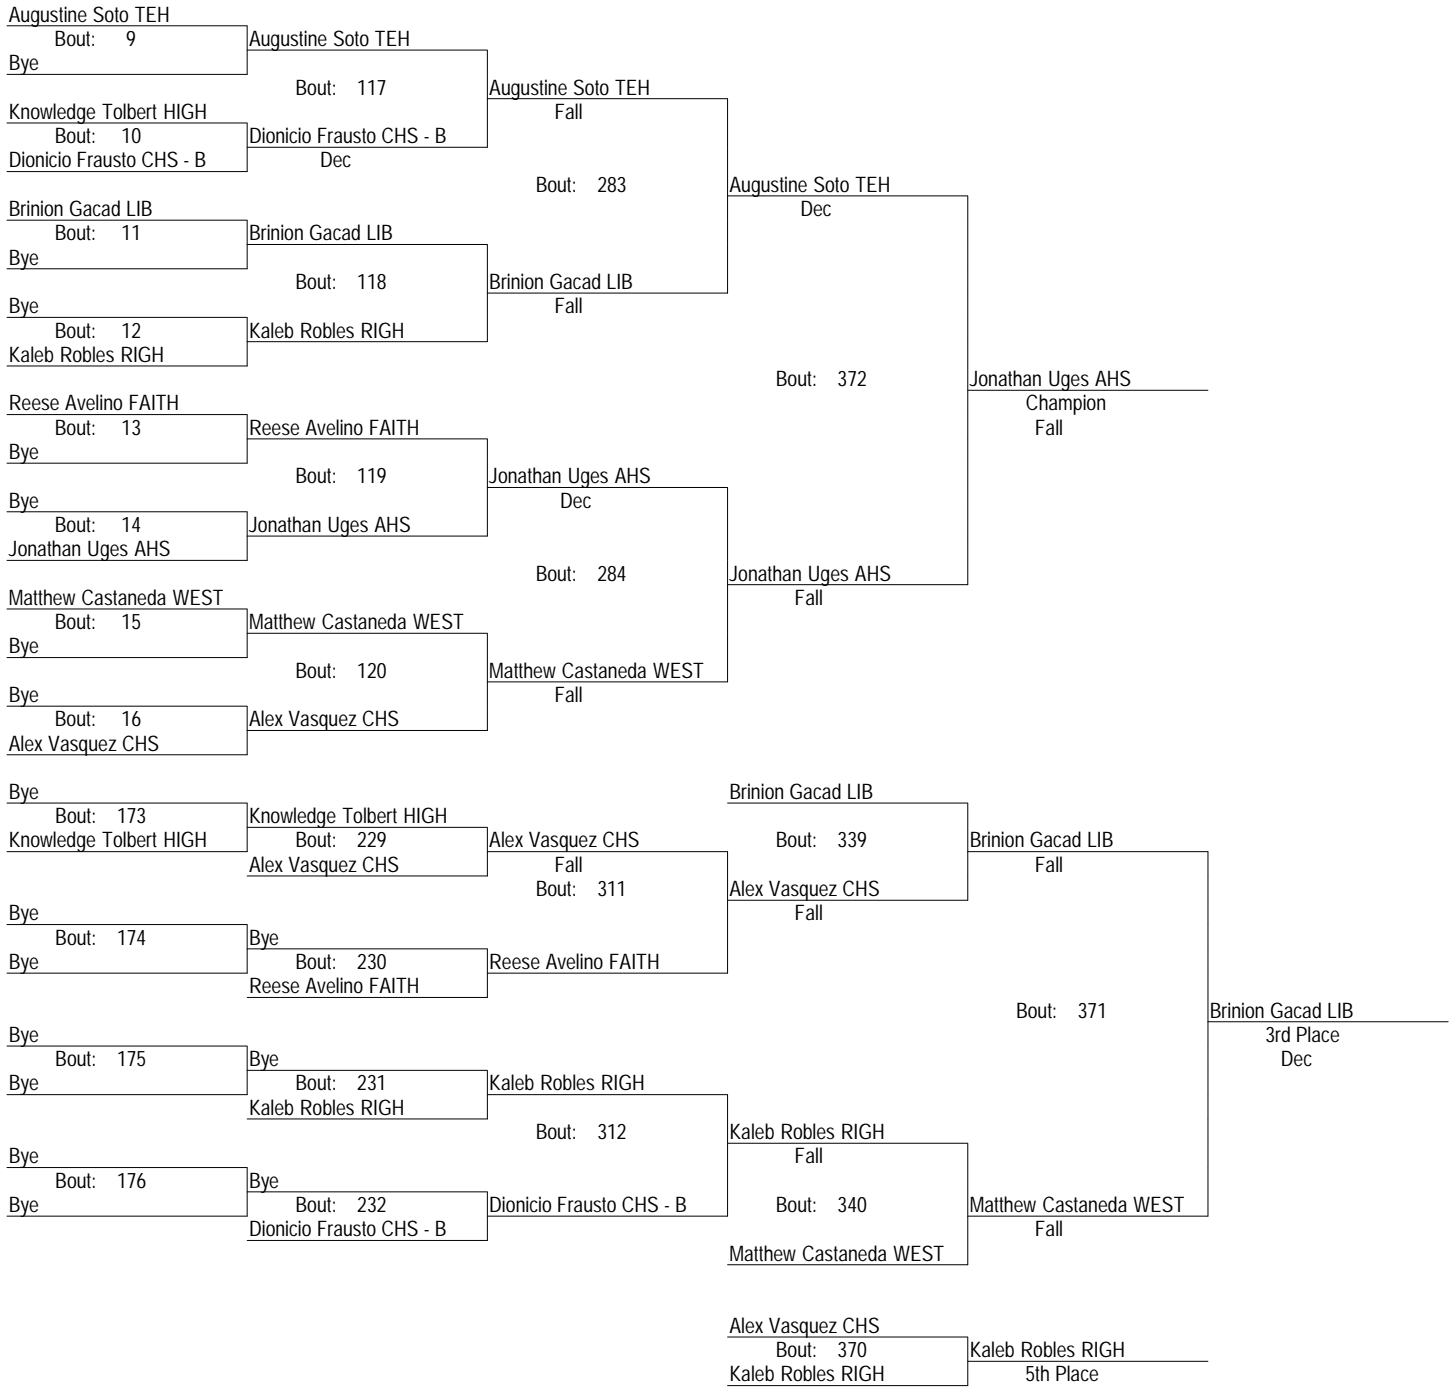 Augustine Soto TEH
Bout: 9
Augustine Soto TEH
Bye
Bout: 117
Augustine Soto TEH
Knowledge Tolbert HIGH
Fall
Bout: 10
Dionicio Frausto CHS - B
Dionicio Frausto CHS - B
Dec
Bout: 283
Augustine Soto TEH
Brinion Gacad LIB
Dec
Bout: 11
Brinion Gacad LIB
Bye
Bout: 118
Brinion Gacad LIB
Bye
Fall
Bout: 12
Kaleb Robles RIGH
Kaleb Robles RIGH
Bout: 372
Jonathan Uges AHS
Reese Avelino FAITH
Champion
Bout: 13
Reese Avelino FAITH
Fall
Bye
Bout: 119
Jonathan Uges AHS
Bye
Dec
Bout: 14
Jonathan Uges AHS
Jonathan Uges AHS
Bout: 284
Jonathan Uges AHS
Matthew Castaneda WEST
Fall
Bout: 15
Matthew Castaneda WEST
Bye
Bout: 120
Matthew Castaneda WEST
Bye
Fall
Bout: 16
Alex Vasquez CHS
Alex Vasquez CHS
Bye
Brinion Gacad LIB
Bout: 173
Knowledge Tolbert HIGH
Knowledge Tolbert HIGH
Bout: 229
Alex Vasquez CHS
Bout: 339
Brinion Gacad LIB
Alex Vasquez CHS
Fall
Fall
Bout: 311
Alex Vasquez CHS
Bye
Fall
Bout: 174
Bye
Bye
Bout: 230
Reese Avelino FAITH
Reese Avelino FAITH
Bout: 371
Brinion Gacad LIB
Bye
3rd Place
Bout: 175
Bye
Dec
Bye
Bout: 231
Kaleb Robles RIGH
Kaleb Robles RIGH
Bout: 312
Kaleb Robles RIGH
Bye
Fall
Bout: 176
Bye
Bye
Bout: 232
Dionicio Frausto CHS - B
Bout: 340
Matthew Castaneda WEST
Dionicio Frausto CHS - B
Fall
Matthew Castaneda WEST
Alex Vasquez CHS
Bout: 370
Kaleb Robles RIGH
Kaleb Robles RIGH
5th Place